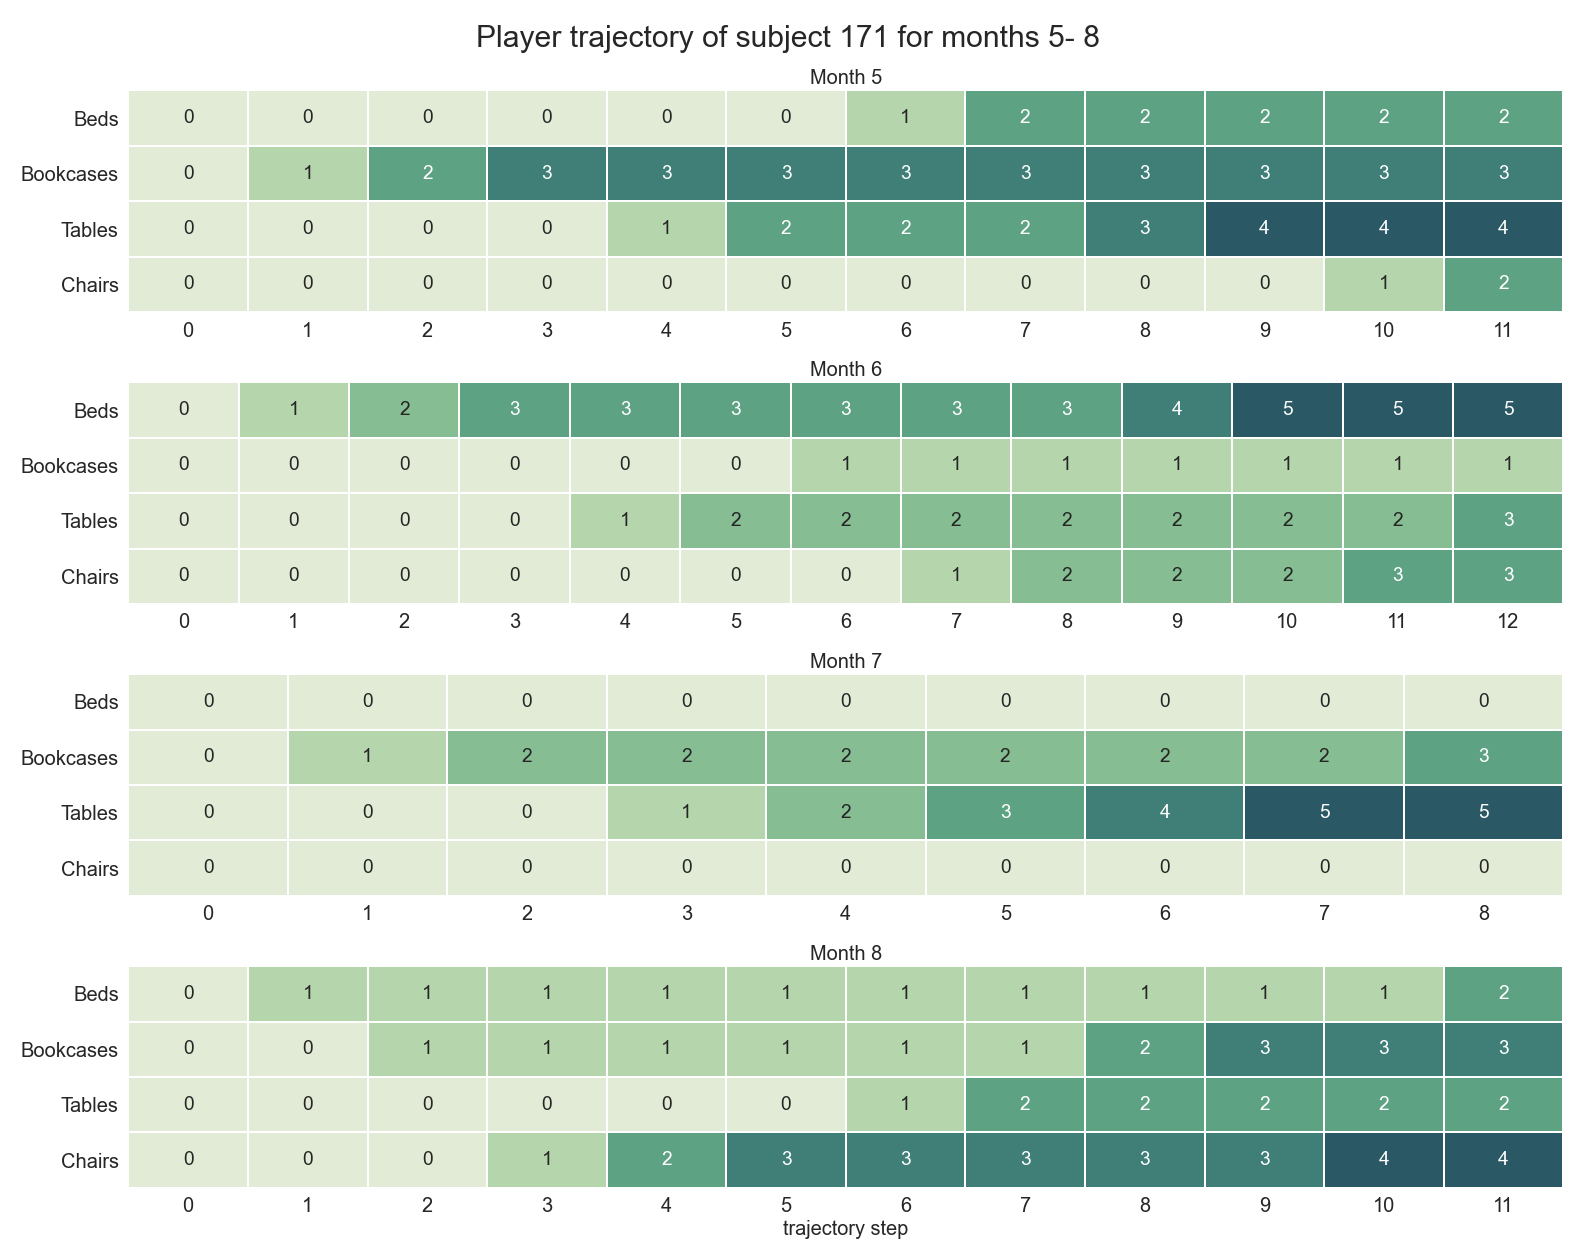 Player trajectory of subject 171 for months 5- 8
Month 5
Beds 0 0 0 0 0 0 1 2 2 2 2 2
Bookcases 0 1 2 3 3 3 3 3 3 3 3 3
Tables 0 0 0 0 1 2 2 2 3 4 4 4
Chairs 0 0 0 0 0 0 0 0 0 0 1 2
0 1 2 3 4 5 6 7 8 9 10 11
Month 6
Beds 0 1 2 3 3 3 3 3 3 4 5 5 5
Bookcases 0 0 0 0 0 0 1 1 1 1 1 1 1
Tables 0 0 0 0 1 2 2 2 2 2 2 2 3
Chairs 0 0 0 0 0 0 0 1 2 2 2 3 3
0 1 2 3 4 5 6 7 8 9 10 11 12
Month 7
Beds 0 0 0 0 0 0 0 0 0
Bookcases 0 1 2 2 2 2 2 2 3
Tables 0 0 0 1 2 3 4 5 5
Chairs 0 0 0 0 0 0 0 0 0
0 1 2 3 4 5 6 7 8
Month 8
Beds 0 1 1 1 1 1 1 1 1 1 1 2
Bookcases 0 0 1 1 1 1 1 1 2 3 3 3
Tables 0 0 0 0 0 0 1 2 2 2 2 2
Chairs 0 0 0 1 2 3 3 3 3 3 4 4
0 1 2 3 4 5 6 7 8 9 10 11
trajectory step